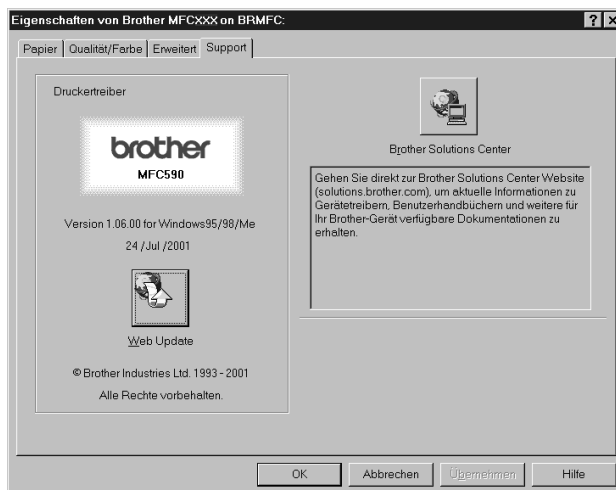 Eigenschaften von Brother MFCXXX on BRMFC:
Papier
Qualität/Farbe
Erweitert
Support
Druckertreiber
brother
MFC590
Version 1.06.00 for Windows95/98/Me
24 /Jul /2001
Web Update
© Brother Industries Ltd. 1993 - 2001
Alle Rechte vorbehalten.
Brother Solutions Center
Gehen Sie direkt zur Brother Solutions Center Website
(solutions.brother.com), um aktuelle Informationen zu
Gerätetreibern, Benutzerhandbüchern und weitere für
Ihr Brother-Gerät verfügbare Dokumentationen zu
erhalten.
OK
Abbrechen
Übernehmen
Hilfe